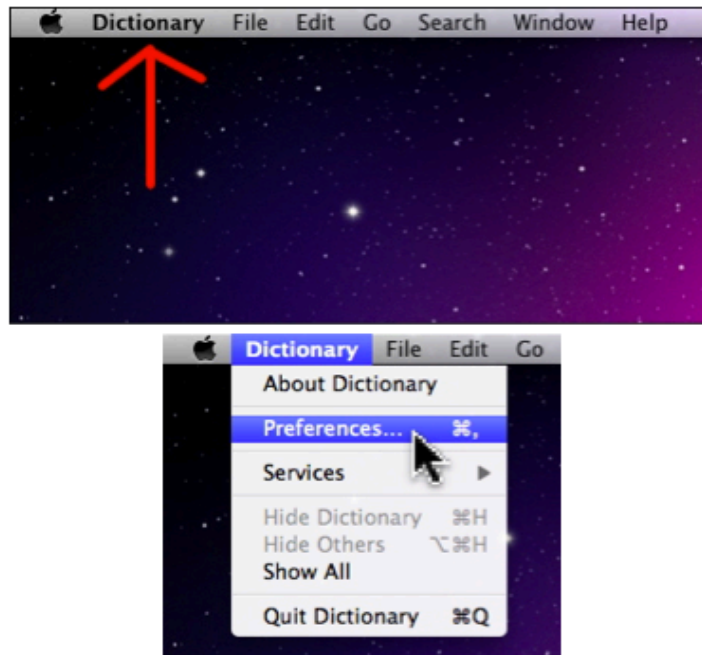 Dictionary File Edit Go Search Window Help
Dictionary File Edit Go
About Dictionary
Preferences... ⌘,
Services
Hide Dictionary ⌘H
Hide Others ⌥⌘H
Show All
Quit Dictionary ⌘Q